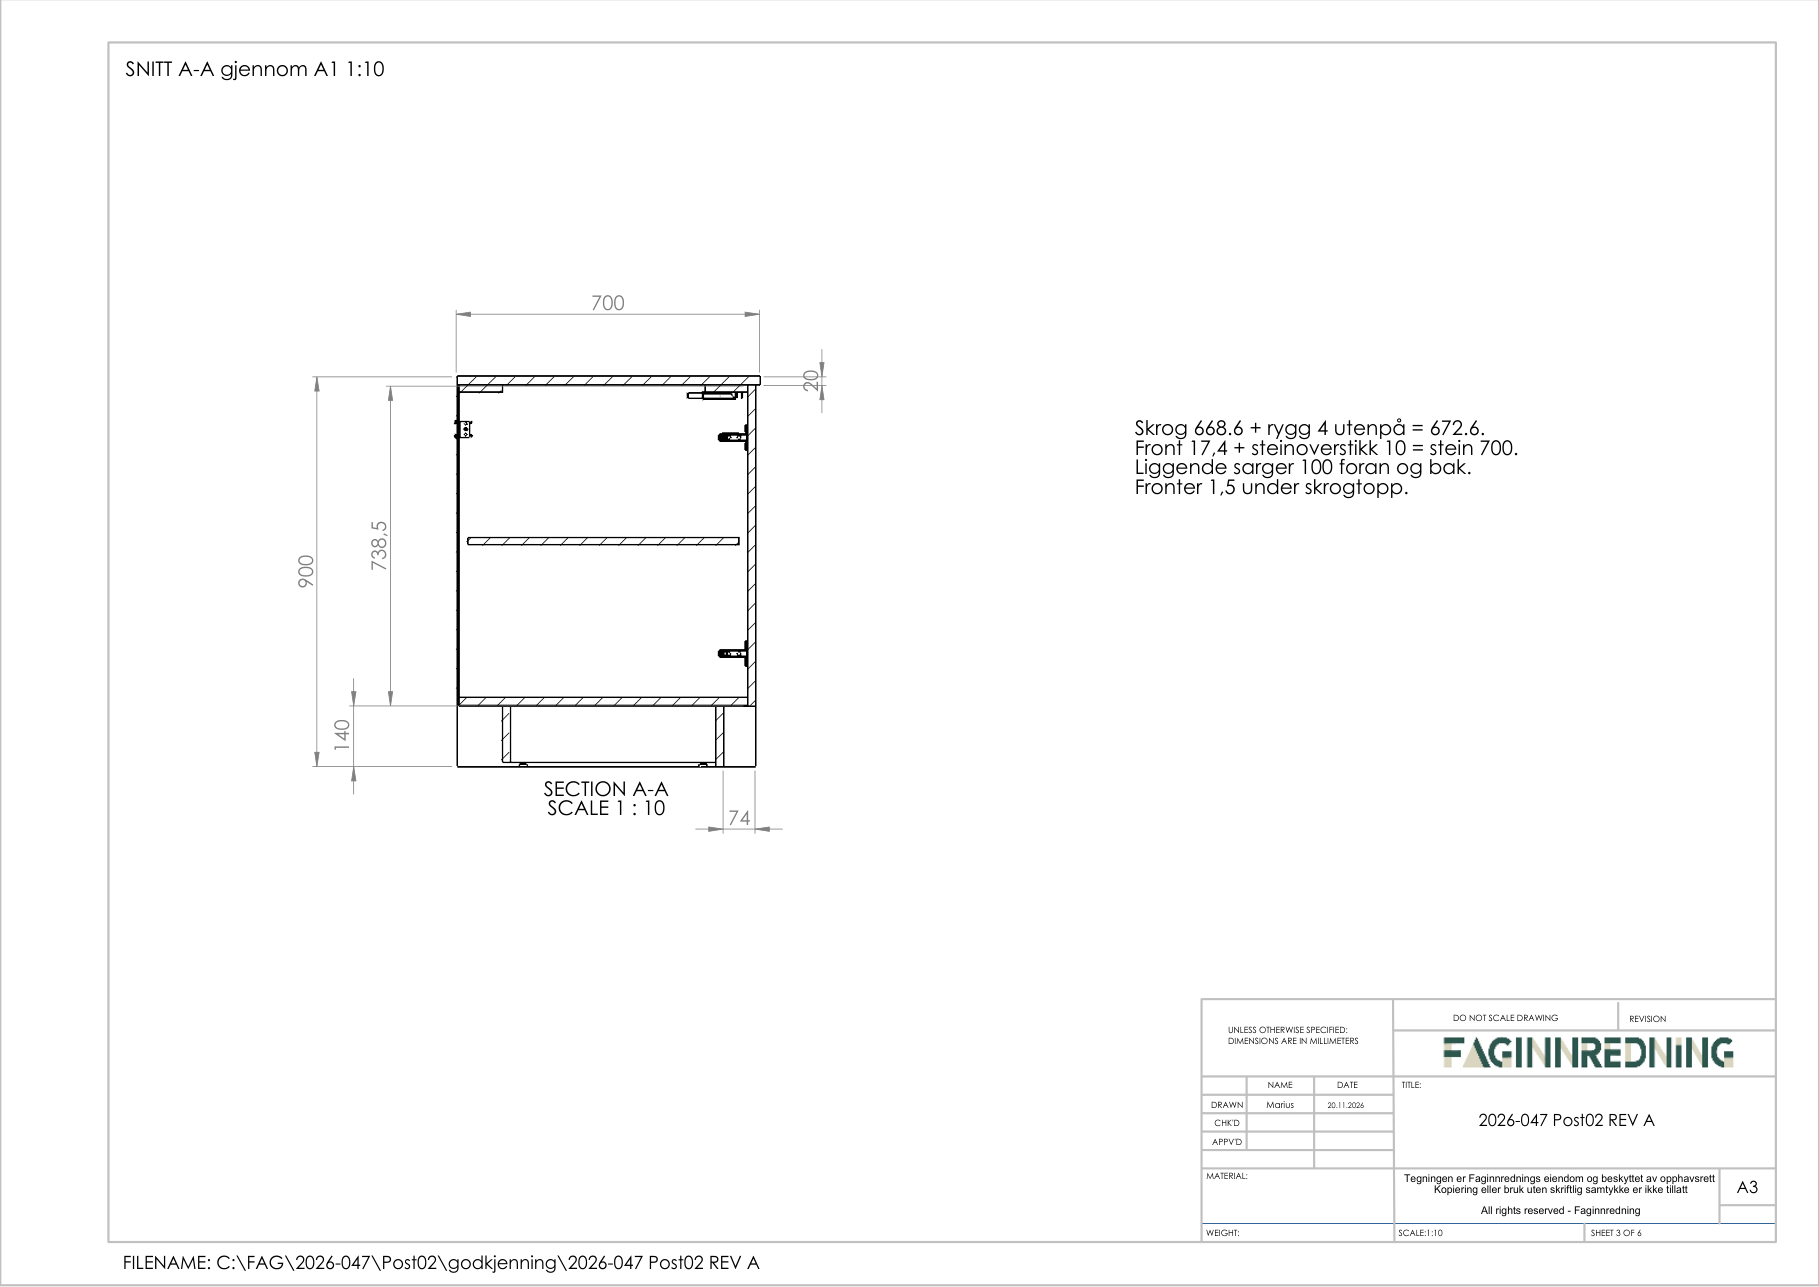 SNITT A-A gjennom A1 1:10
700
20
900
738,5
140
74
SECTION A-A
SCALE 1 : 10
Skrog 668.6 + rygg 4 utenpå = 672.6.
Front 17,4 + steinoverstikk 10 = stein 700.
Liggende sarger 100 foran og bak.
Fronter 1,5 under skrogtopp.
UNLESS OTHERWISE SPECIFIED:
DIMENSIONS ARE IN MILLIMETERS
DO NOT SCALE DRAWING
REVISION
FAGINNREDNING
NAME
DATE
DRAWN
Marius
20.11.2026
CHK'D
APPV'D
TITLE:
2026-047 Post02 REV A
MATERIAL:
Tegningen er Faginnrednings eiendom og beskyttet av opphavsrett
Kopiering eller bruk uten skriftlig samtykke er ikke tillatt
All rights reserved - Faginnredning
A3
WEIGHT:
SCALE:1:10
SHEET 3 OF 6
FILENAME: C:\FAG\2026-047\Post02\godkjenning\2026-047 Post02 REV A